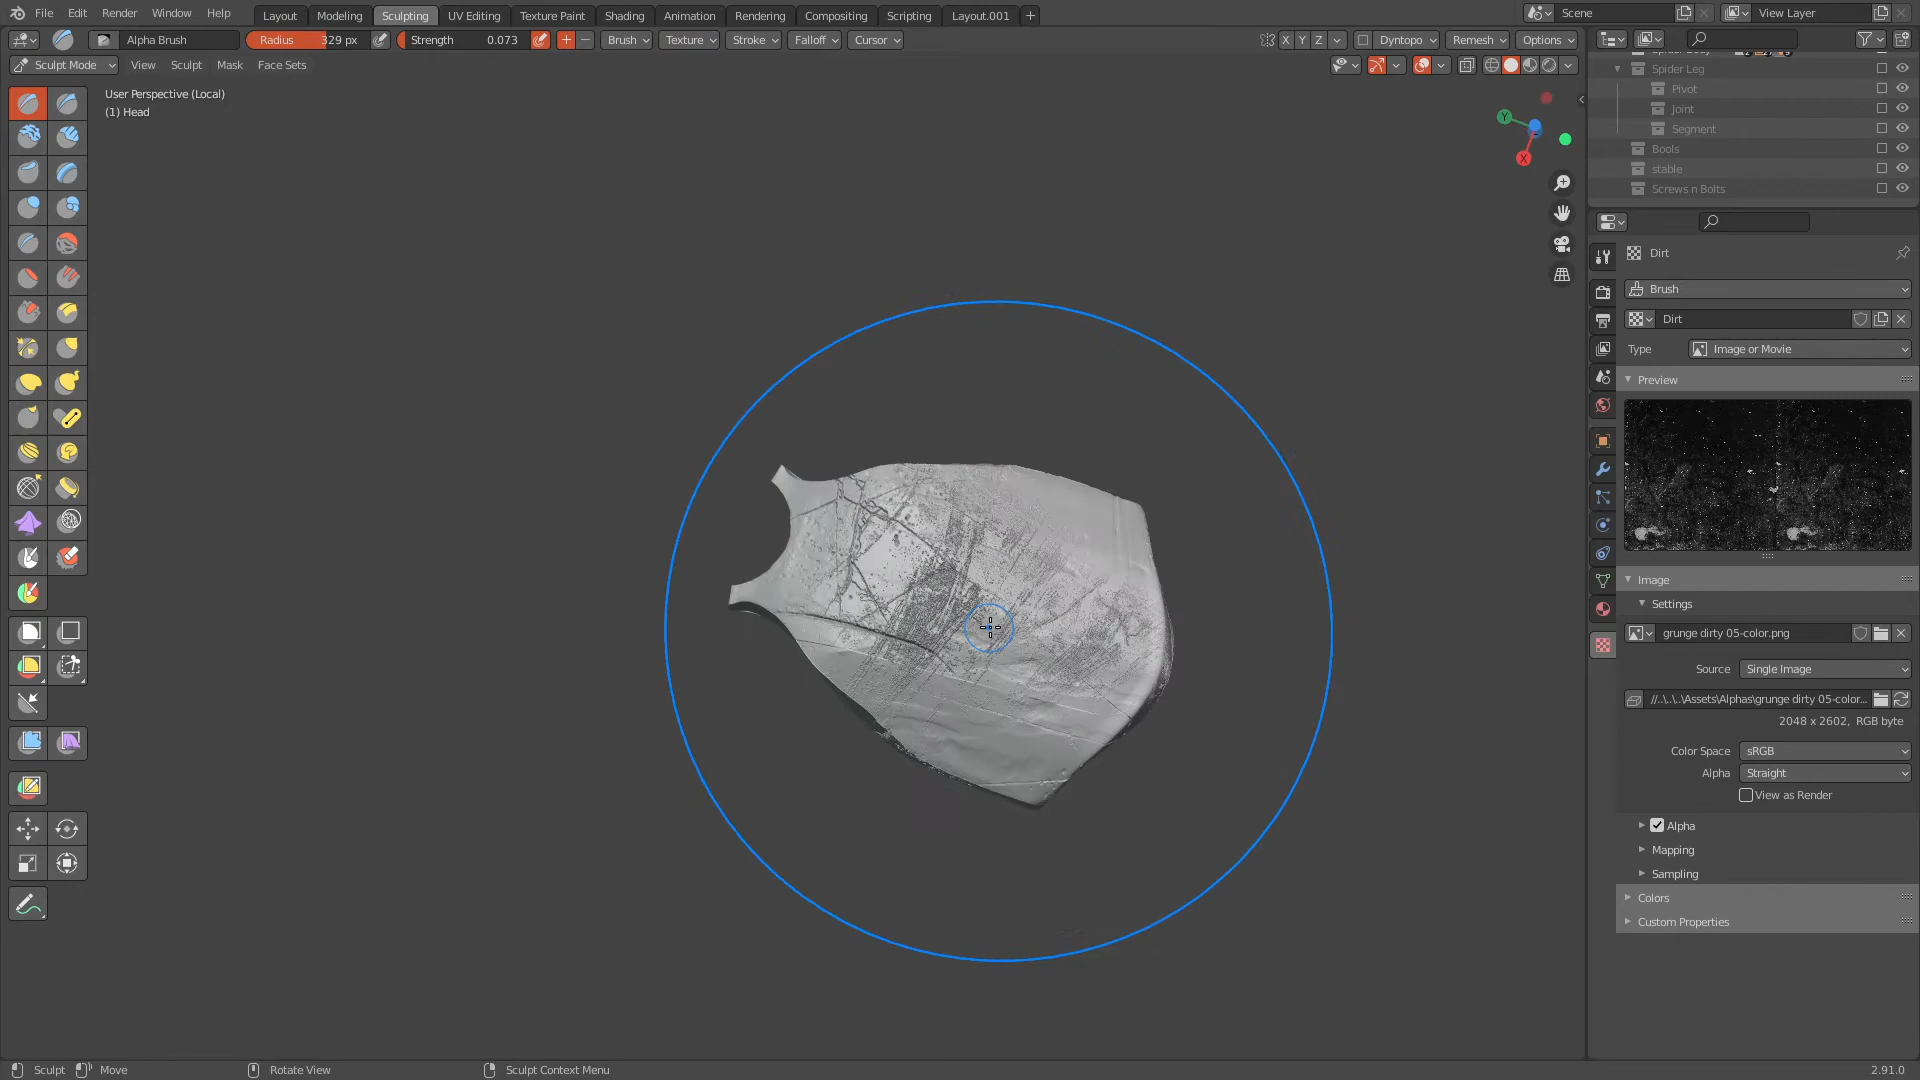 File Edit Render Window Help Layout Modeling Sculpting UV Editing Texture Paint Shading Animation Rendering Compositing Scripting Layout.001 + Scene View Layer
Alpha Brush Radius 329 px Strength 0.073 + − Brush Texture Stroke Falloff Cursor X Y Z Dyntopo Remesh Options
Sculpt Mode View Sculpt Mask Face Sets
User Perspective (Local)
(1) Head
Y
X
Spider Leg
Pivot
Joint
Segment
Bools
stable
Screws n Bolts
Dirt
Brush
Dirt
Type Image or Movie
Preview
Image
Settings
grunge dirty 05-color.png
Source Single Image
//..\..\..\Assets\Alphas\grunge dirty 05-color...
2048 x 2602, RGB byte
Color Space sRGB
Alpha Straight
View as Render
Alpha
Mapping
Sampling
Colors
Custom Properties
Sculpt Move Rotate View Sculpt Context Menu 2.91.0